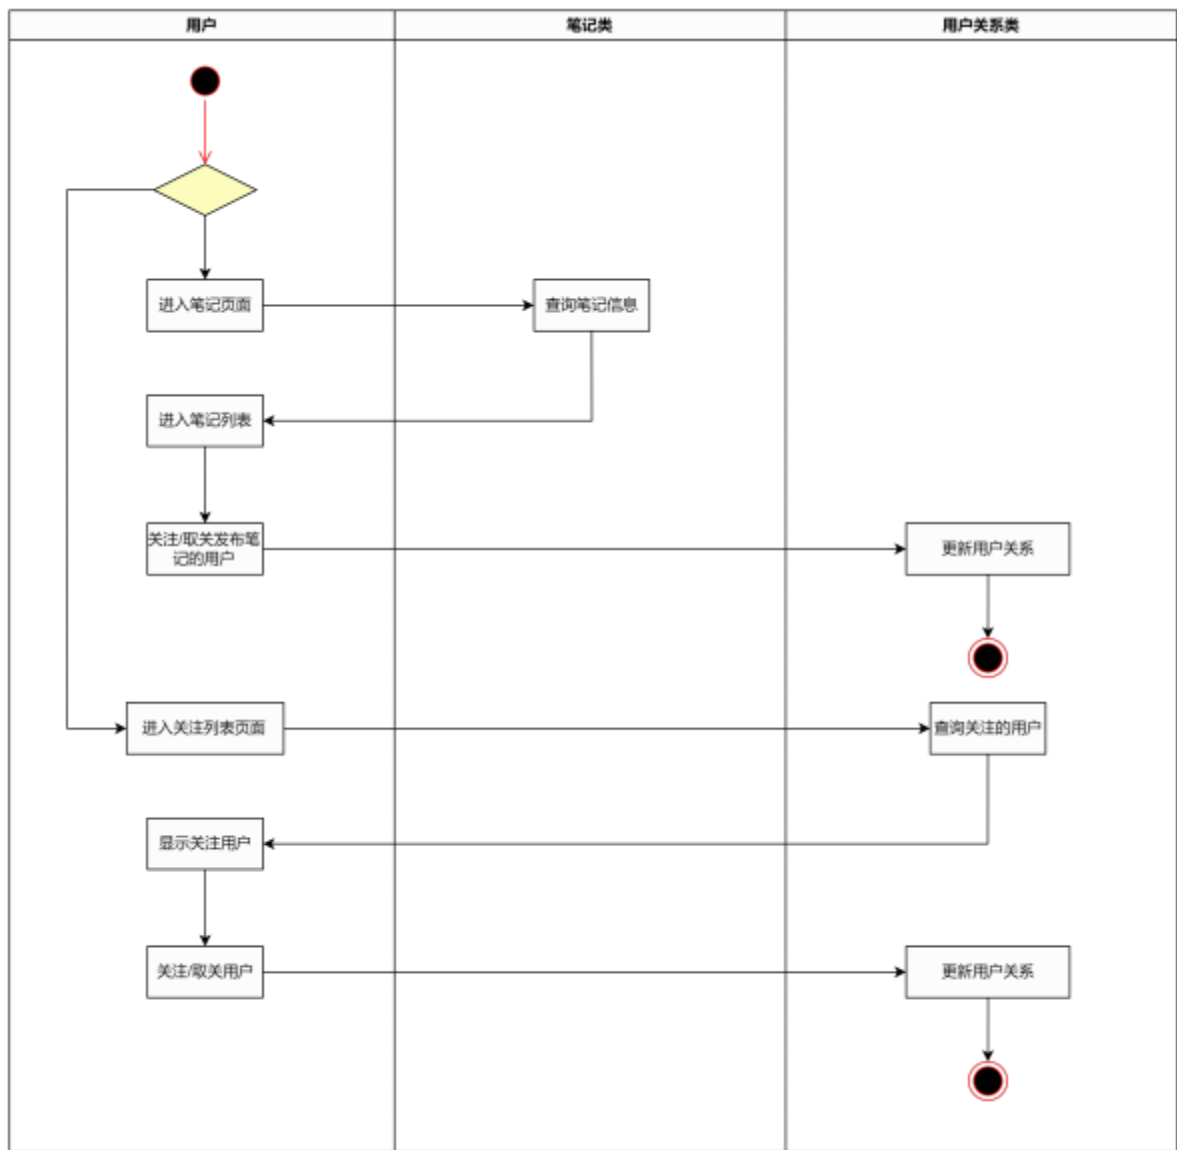 用户
笔记类
用户关系类
进入笔记页面
查询笔记信息
进入笔记列表
关注/取关发布笔
记的用户
更新用户关系
进入关注列表页面
查询关注的用户
显示关注用户
关注/取关用户
更新用户关系